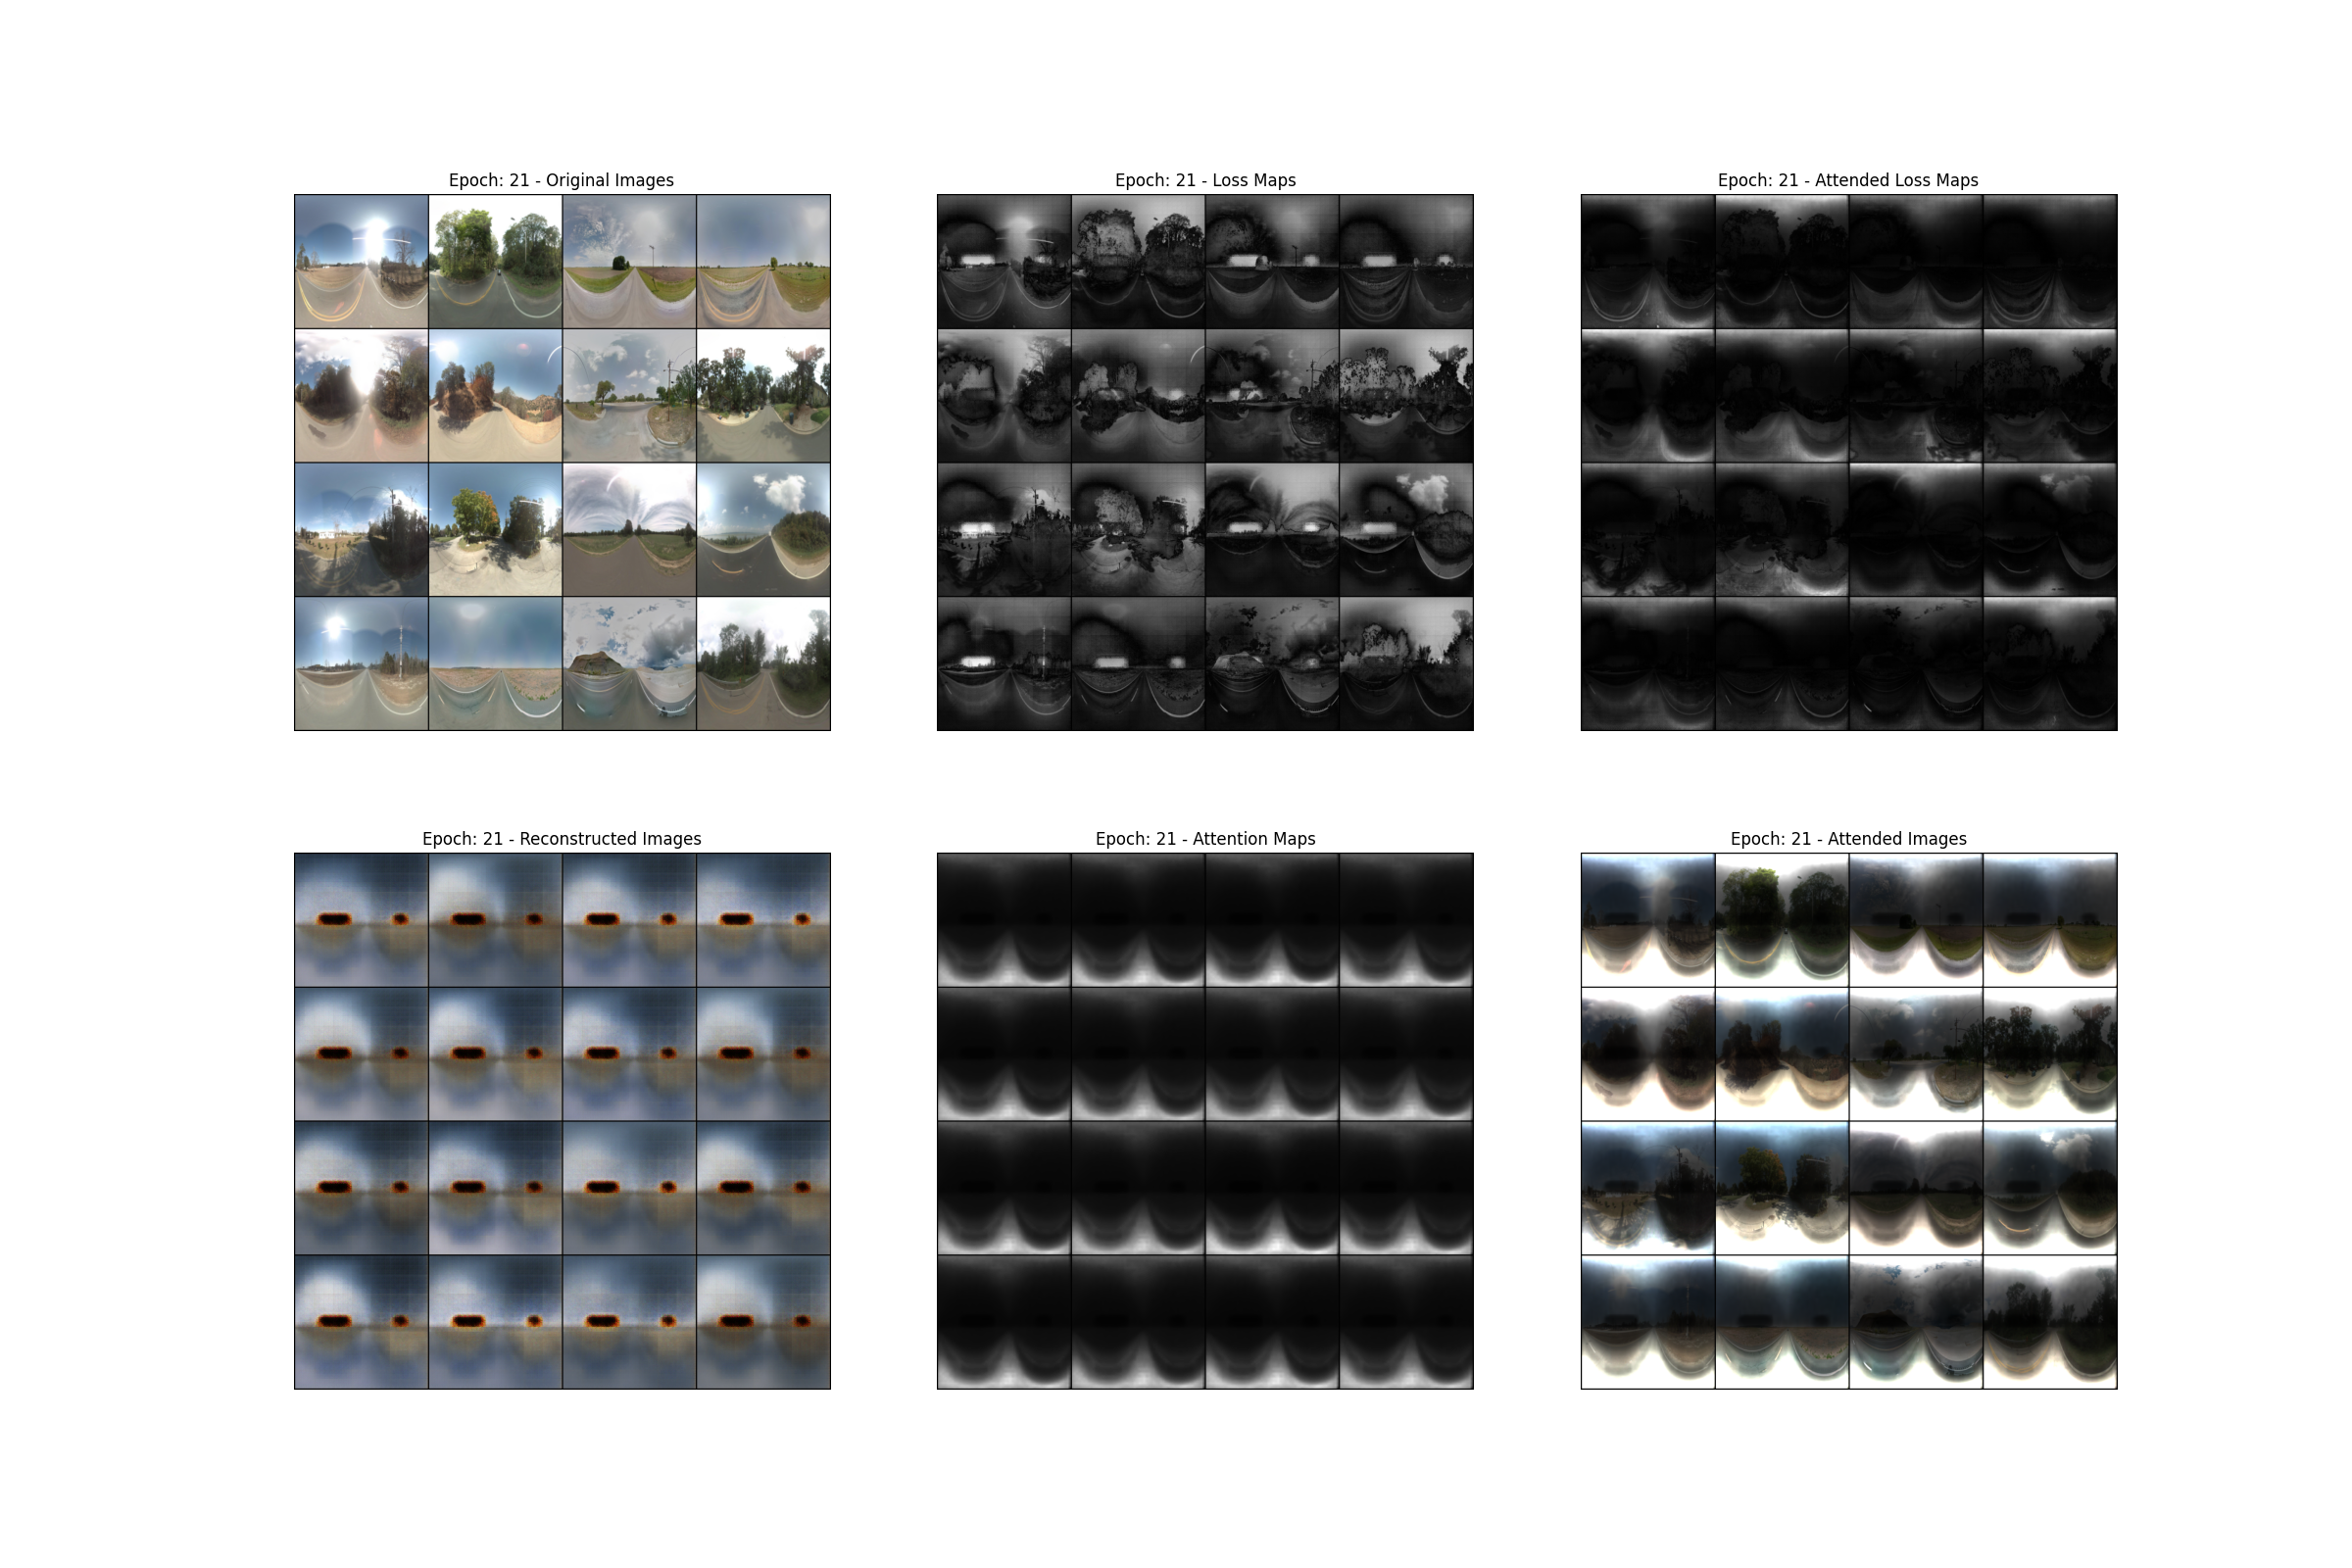 Epoch: 21 - Original Images
Epoch: 21 - Loss Maps
Epoch: 21 - Attended Loss Maps
Epoch: 21 - Reconstructed Images
Epoch: 21 - Attention Maps
Epoch: 21 - Attended Images